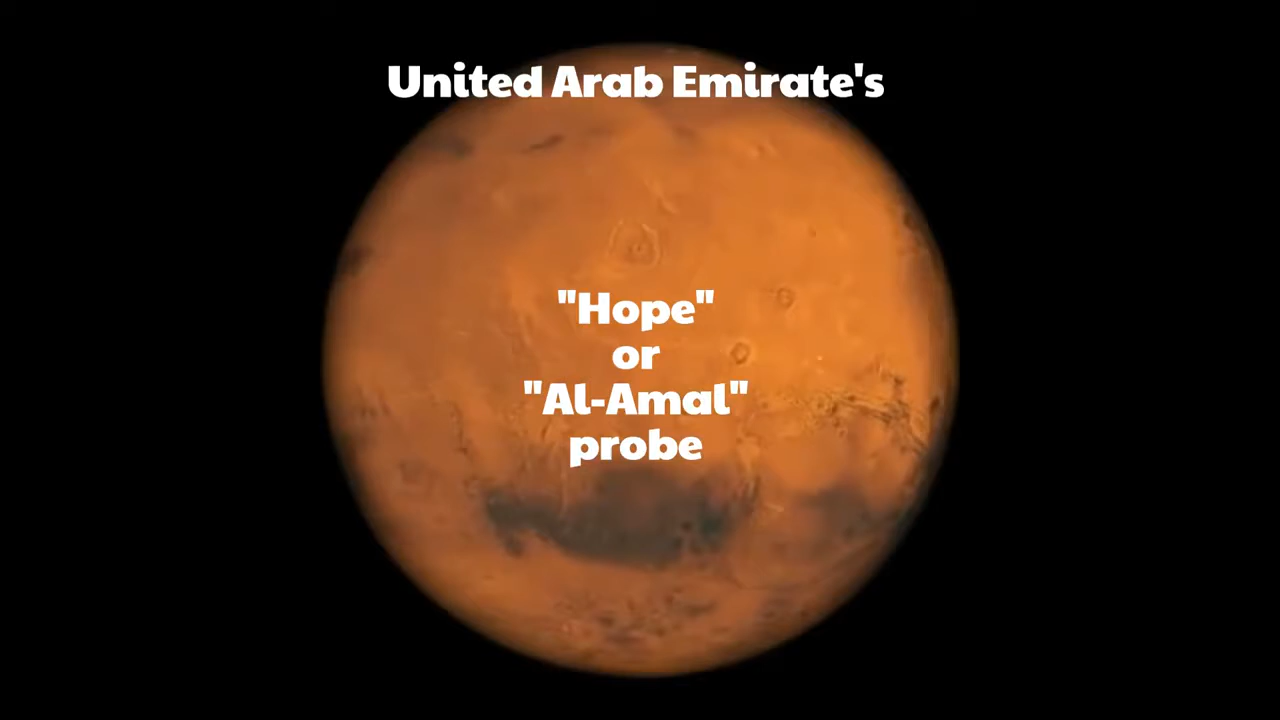 United Arab Emirate's
"Hope"
or
"Al-Amal"
probe